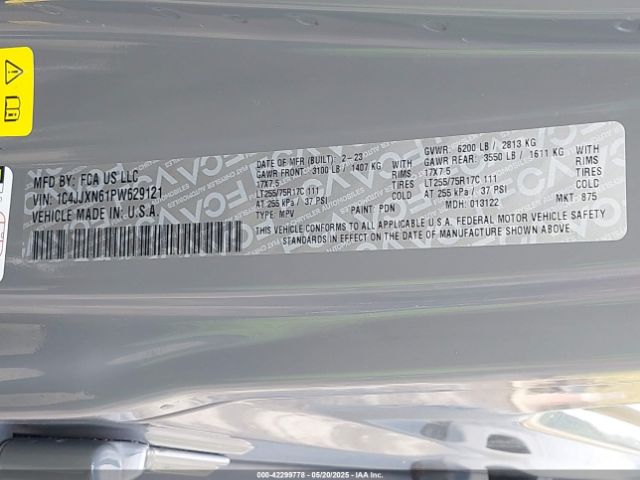 MFD BY: FCA US LLC
VIN: 1C4JJXN61PW629121
VEHICLE MADE IN U.S.A.
DATE OF MFR (BUILT): 2-23 GVWR: 6200 LB / 2813 KG
GAWR FRONT: 3100 LB / 1407 KG WITH GAWR REAR: 3550 LB / 1611 KG WITH
17X7.5 RIMS 17X7.5 RIMS
LT255/75R17C 111 TIRES LT255/75R17C 111 TIRES
AT 255 kPa / 37 PSI COLD AT 255 kPa / 37 PSI COLD
TYPE: MPV PAINT: PDN MDH: 013122 MKT: 875
THIS VEHICLE CONFORMS TO ALL APPLICABLE U.S.A. FEDERAL MOTOR VEHICLE SAFETY
STANDARDS IN EFFECT ON THE DATE OF MANUFACTURE SHOWN ABOVE.
000-42299778 — 05/20/2025 — IAAI.COM